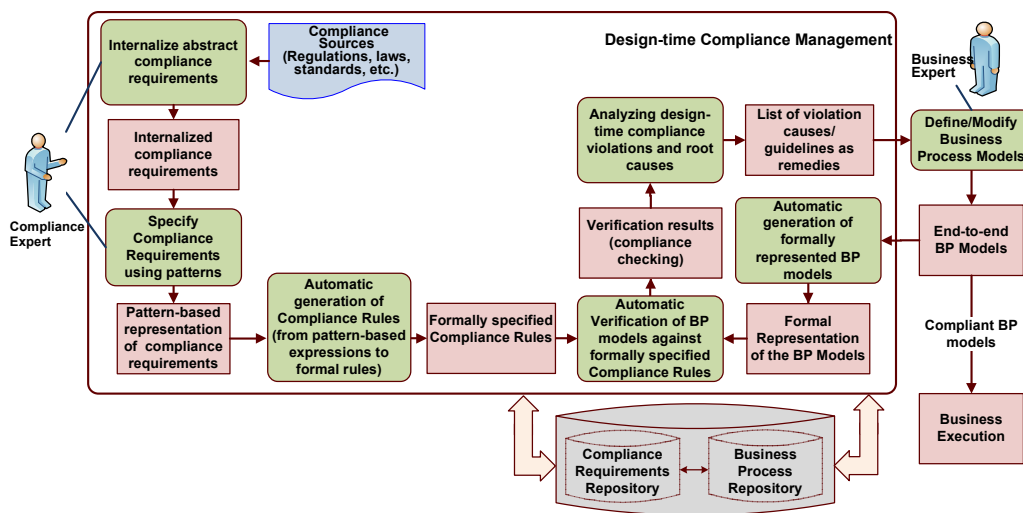 Design-time Compliance Management
Internalize abstract
compliance
requirements
Compliance
Sources
(Regulations, laws,
standards, etc.)
Internalized
compliance
requirements
Compliance
Expert
Specify
Compliance
Requirements
using patterns
Pattern-based
representation
of compliance
requirements
Automatic
generation of
Compliance Rules
(from pattern-based
expressions to
formal rules)
Formally specified
Compliance Rules
Automatic
Verification of BP
models against
formally specified
Compliance Rules
Verification results
(compliance
checking)
Analyzing design-
time compliance
violations and root
causes
List of violation
causes/
guidelines as
remedies
Business
Expert
Define/Modify
Business
Process Models
End-to-end
BP Models
Automatic
generation of
formally
represented BP
models
Formal
Representation
of the BP Models
Compliant BP
models
Business
Execution
Compliance
Requirements
Repository
Business
Process
Repository